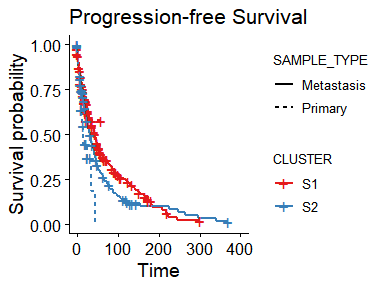 Progression-free Survival
Survival probability
1.00
0.75
0.50
0.25
0.00
0 100 200 300 400
Time
SAMPLE_TYPE
Metastasis
Primary
CLUSTER
S1
S2